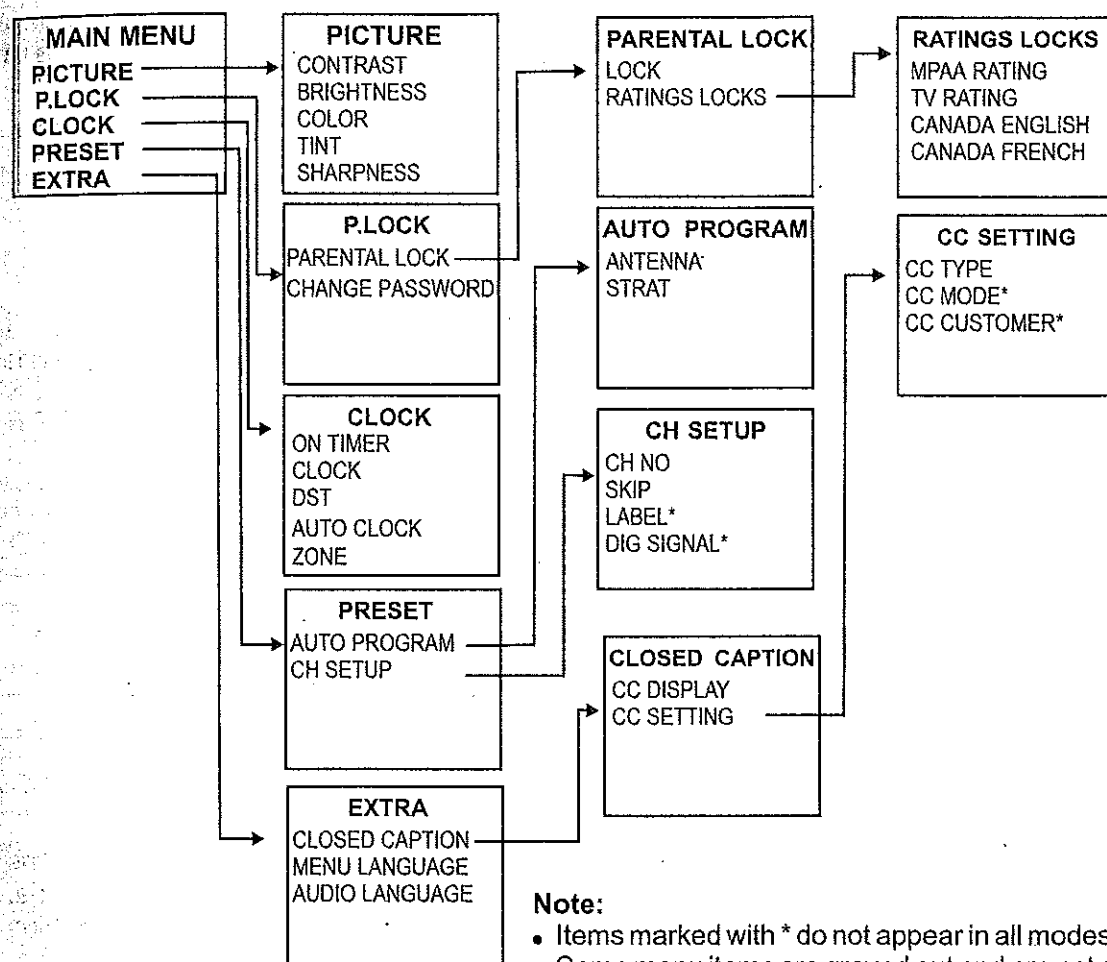 MAIN MENU
PICTURE
P.LOCK
CLOCK
PRESET
EXTRA
PICTURE
CONTRAST
BRIGHTNESS
COLOR
TINT
SHARPNESS
P.LOCK
PARENTAL LOCK
CHANGE PASSWORD
CLOCK
ON TIMER
CLOCK
DST
AUTO CLOCK
ZONE
PRESET
AUTO PROGRAM
CH SETUP
EXTRA
CLOSED CAPTION
MENU LANGUAGE
AUDIO LANGUAGE
PARENTAL LOCK
LOCK
RATINGS LOCKS
AUTO PROGRAM
ANTENNA
STRAT
CH SETUP
CH NO
SKIP
LABEL*
DIG SIGNAL*
CLOSED CAPTION
CC DISPLAY
CC SETTING
RATINGS LOCKS
MPAA RATING
TV RATING
CANADA ENGLISH
CANADA FRENCH
CC SETTING
CC TYPE
CC MODE*
CC CUSTOMER*
Note:
• Items marked with * do not appear in all modes